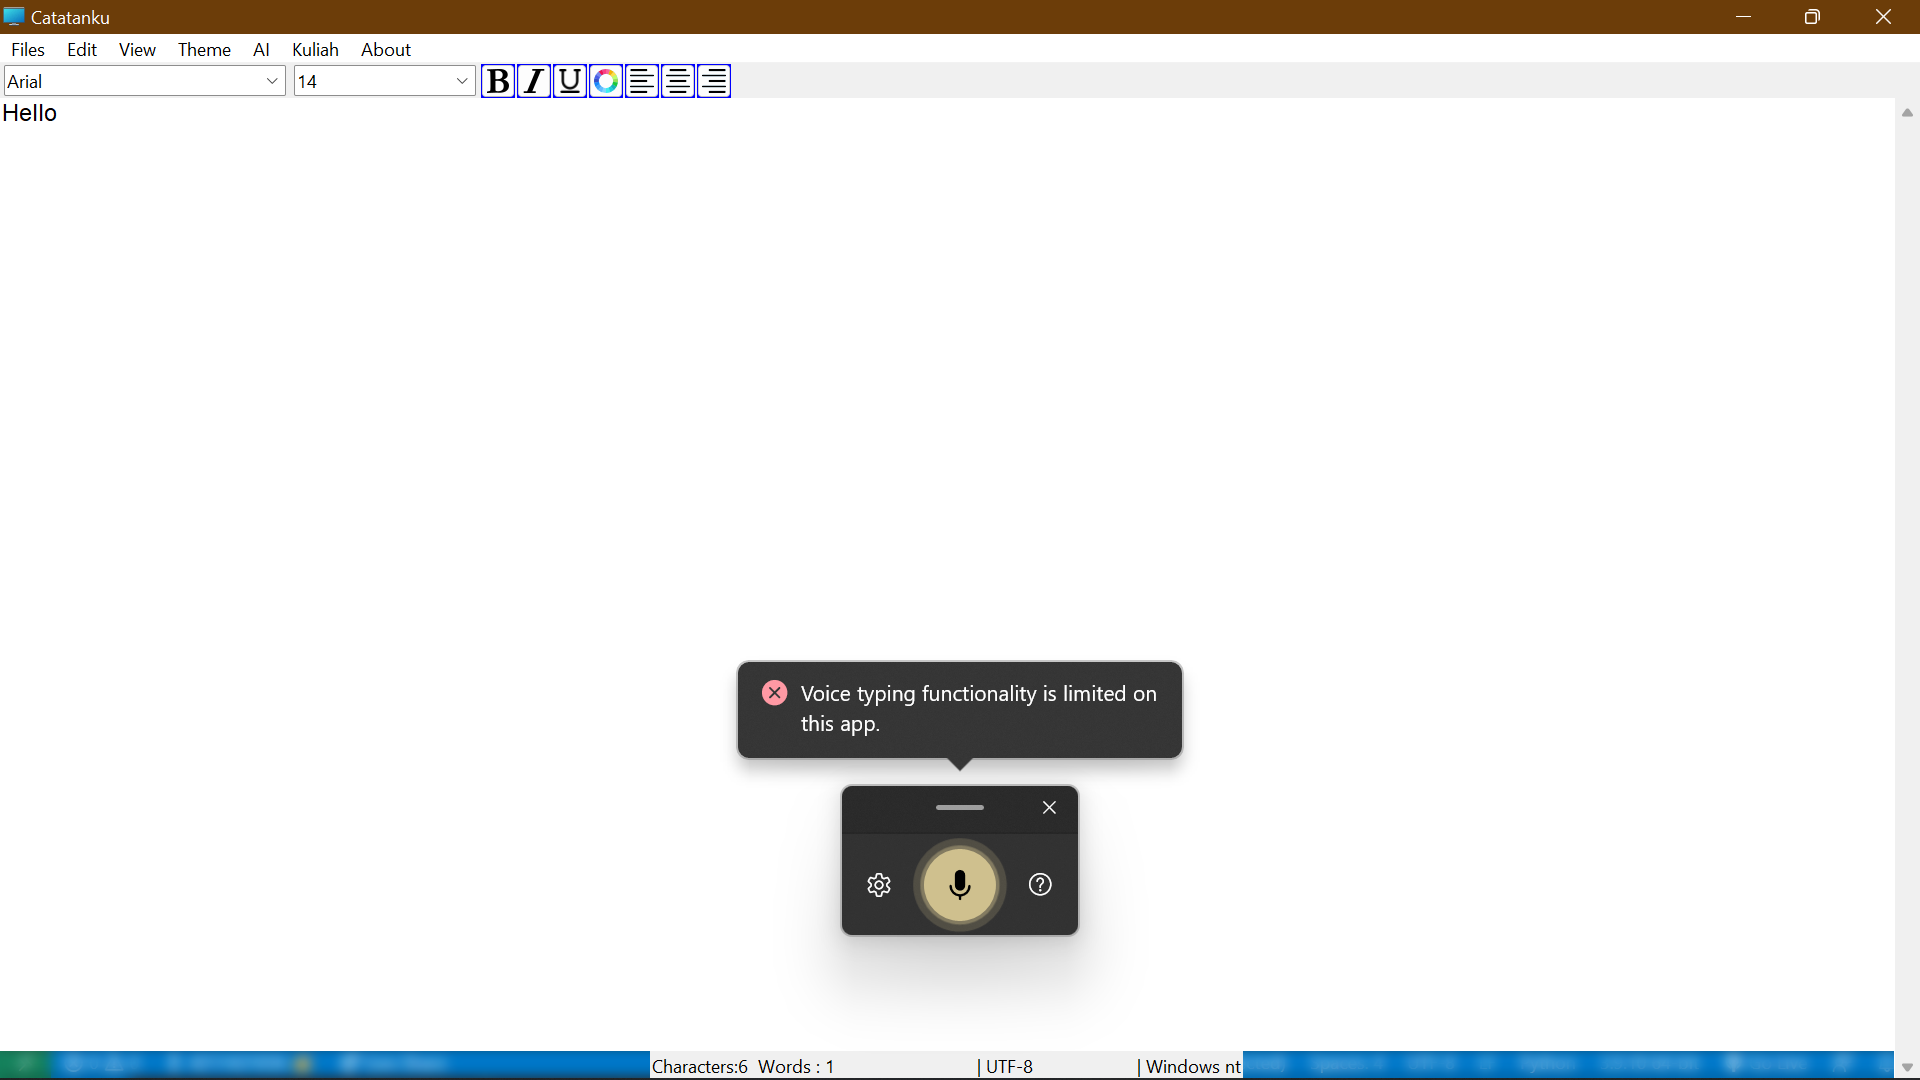 Catatanku
Files Edit View Theme AI Kuliah About
Arial 14 B I U
Hello
Voice typing functionality is limited on
this app.
Characters:6 Words : 1 | UTF-8 | Windows nt